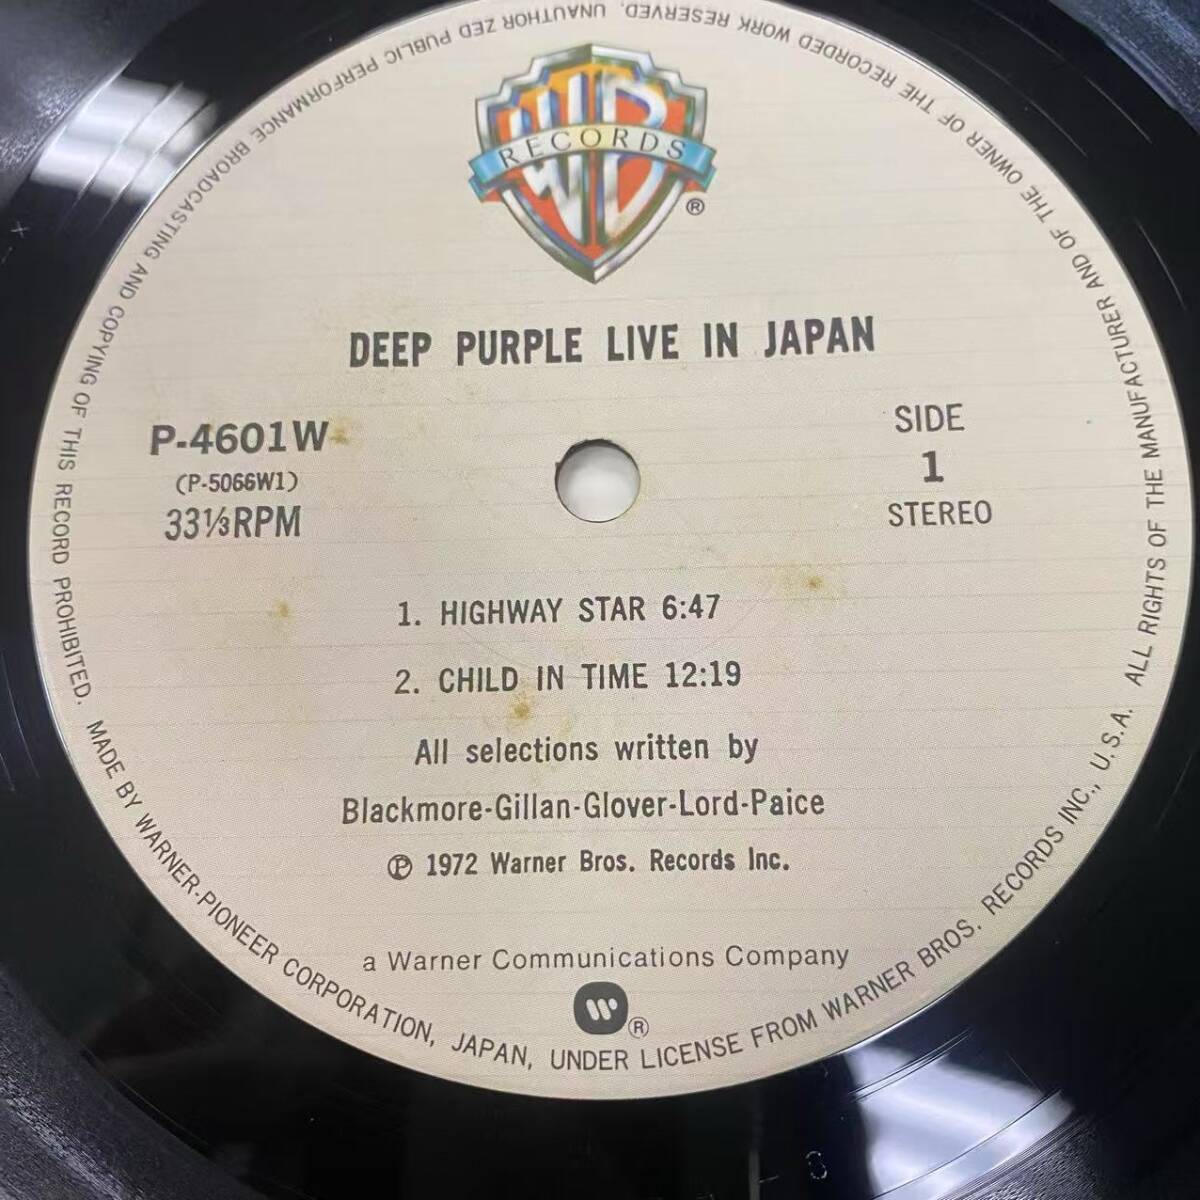 WB
RECORDS
®
DEEP PURPLE LIVE IN JAPAN
P-4601W
(P-5066W1)
33⅓RPM
SIDE
1
STEREO
1. HIGHWAY STAR 6:47
2. CHILD IN TIME 12:19
All selections written by
Blackmore-Gillan-Glover-Lord-Paice
℗ 1972 Warner Bros. Records Inc.
a Warner Communications Company
®
MADE BY WARNER-PIONEER CORPORATION, JAPAN, UNDER LICENSE FROM WARNER BROS. RECORDS INC., U.S.A. ALL RIGHTS OF THE MANUFACTURER AND OF THE OWNER OF THE RECORDED WORK RESERVED. UNAUTHOR ZED PUBLIC PERFORMANCE BROADCASTING AND COPYING OF THIS RECORD PROHIBITED.